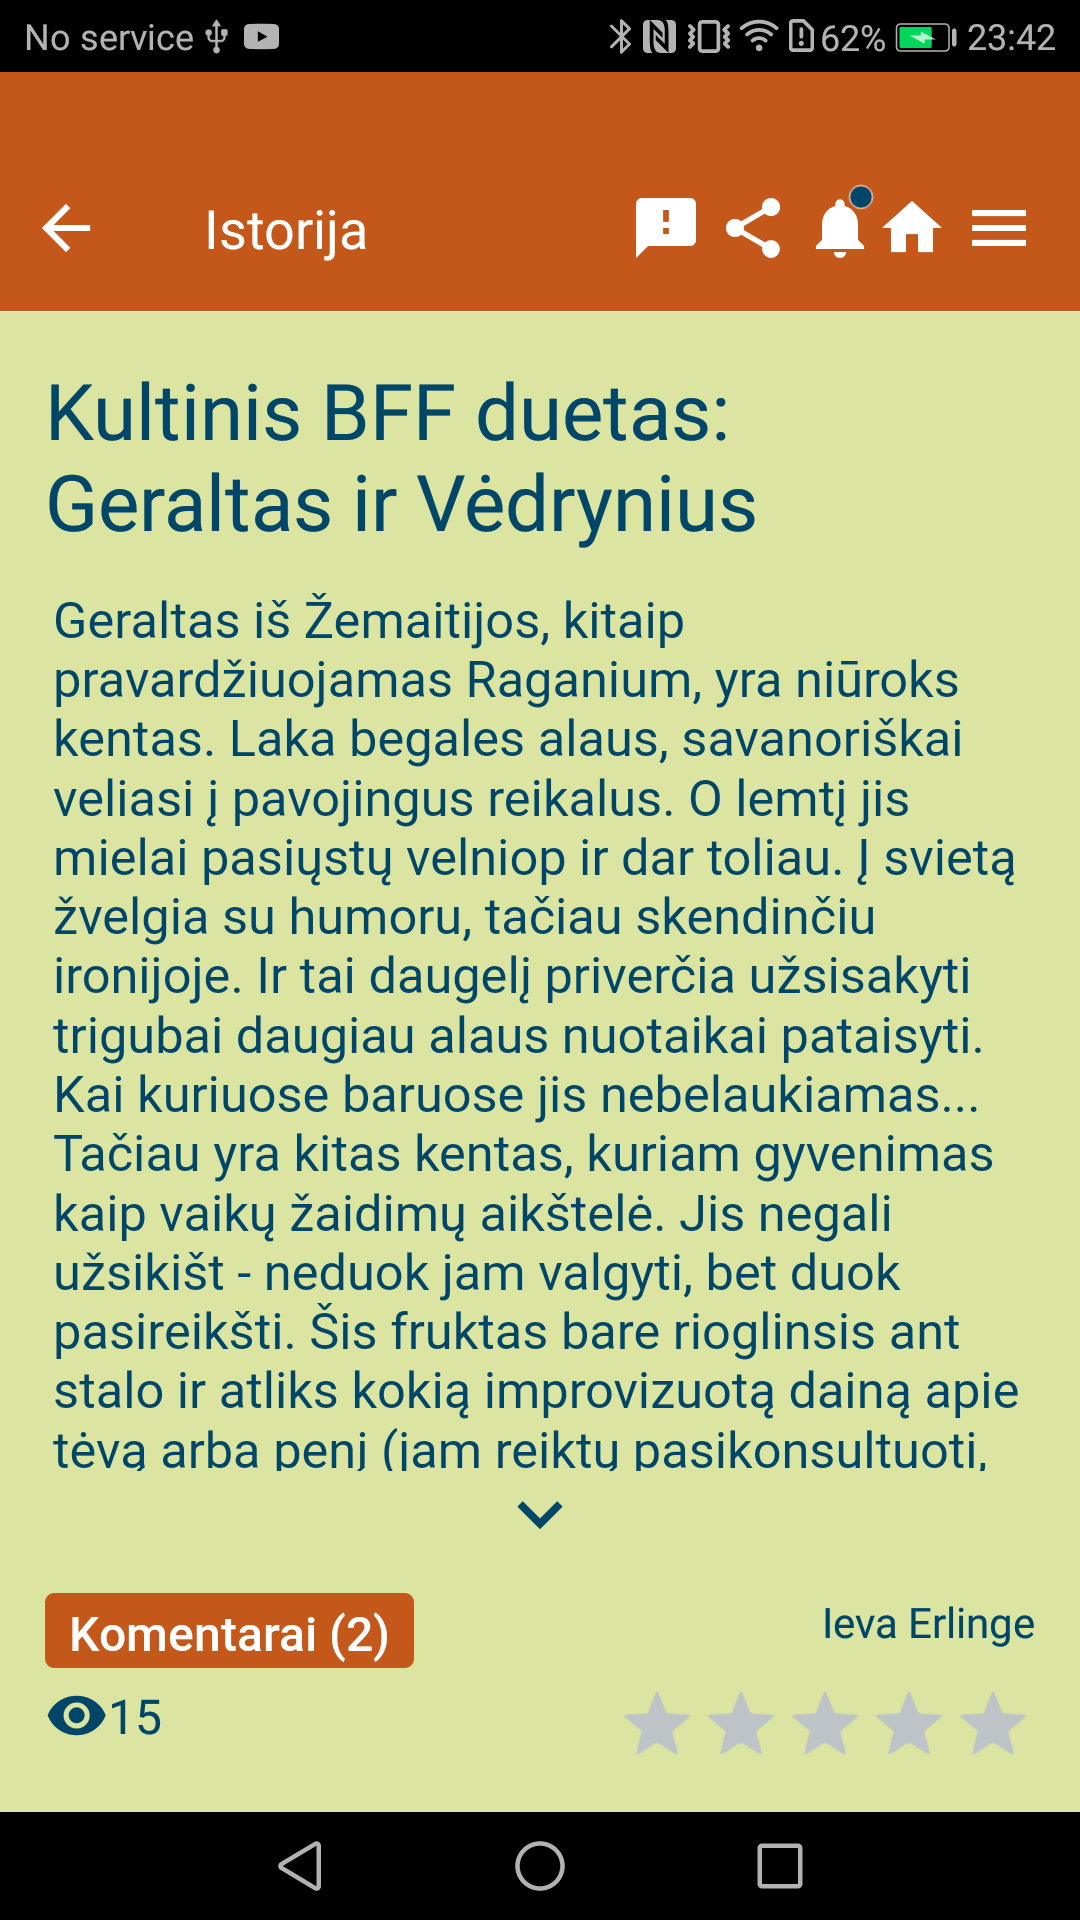 No service
62%
23:42
Istorija
Kultinis BFF duetas:
Geraltas ir Vėdrynius
Geraltas iš Žemaitijos, kitaip
pravardžiuojamas Raganium, yra niūroks
kentas. Laka begales alaus, savanoriškai
veliasi į pavojingus reikalus. O lemtį jis
mielai pasiųstų velniop ir dar toliau. Į svietą
žvelgia su humoru, tačiau skendinčiu
ironijoje. Ir tai daugelį priverčia užsisakyti
trigubai daugiau alaus nuotaikai pataisyti.
Kai kuriuose baruose jis nebelaukiamas...
Tačiau yra kitas kentas, kuriam gyvenimas
kaip vaikų žaidimų aikštelė. Jis negali
užsikišt - neduok jam valgyti, bet duok
pasireikšti. Šis fruktas bare rioglinsis ant
stalo ir atliks kokią improvizuotą dainą apie
tėvą arba penį (jam reiktų pasikonsultuoti,
Komentarai (2)
Ieva Erlinge
15